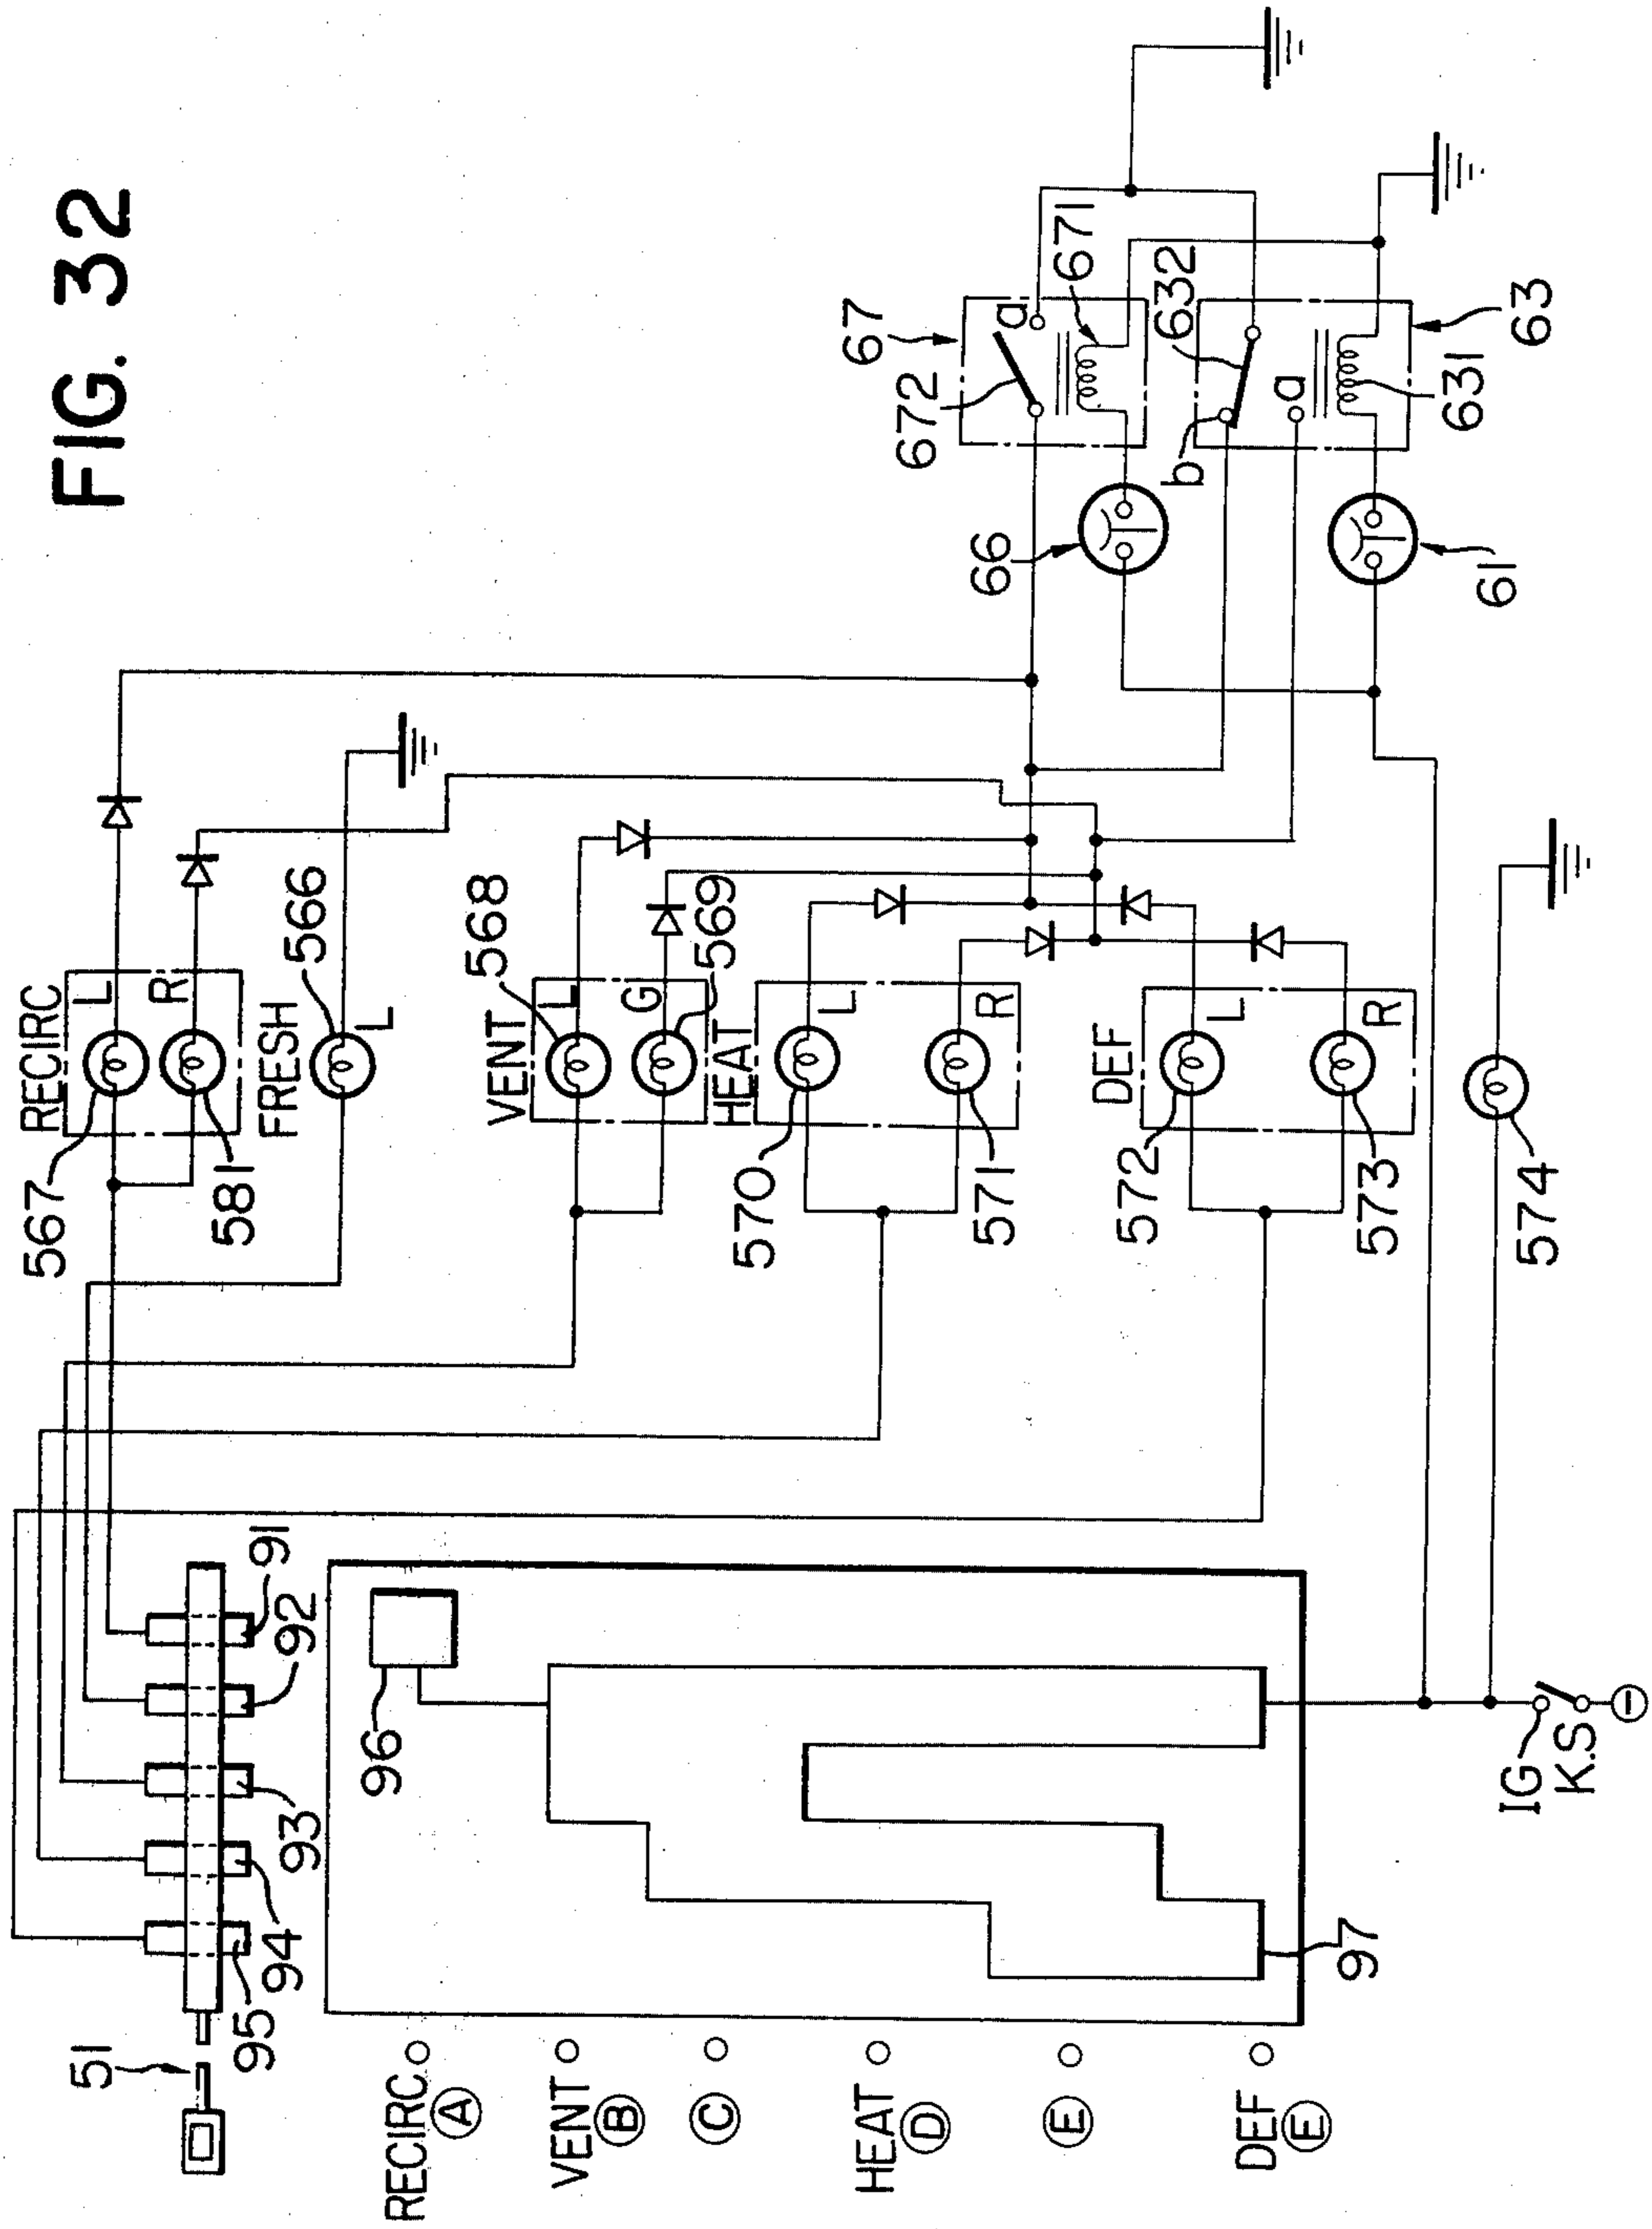 FIG. 32
RECIRC
L
R
567
581
FRESH
566
L
VENT
568
L
G
569
HEAT
570
L
571
R
DEF
572
L
573
R
574
67
672
a
671
66
632
b
a
631
63
61
51
91
92
93
94
95
96
97
RECIRC
A
VENT
B
C
HEAT
D
E
DEF
E
IG
K.S